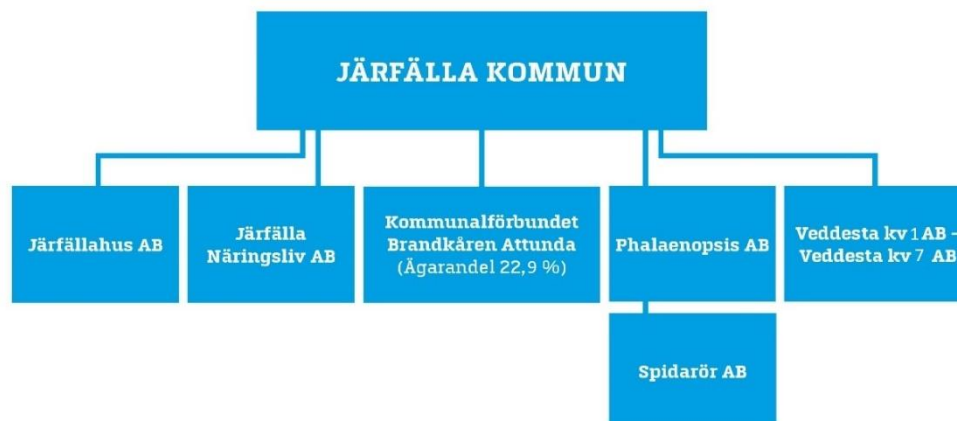 JÄRFÄLLA KOMMUN
Järfällahus AB
Järfälla
Näringsliv AB
Kommunalförbundet
Brandkåren Attunda
(Ägarandel 22,9 %)
Phalaenopsis AB
Veddesta kv 1 AB -
Veddesta kv 7 AB
Spidarör AB